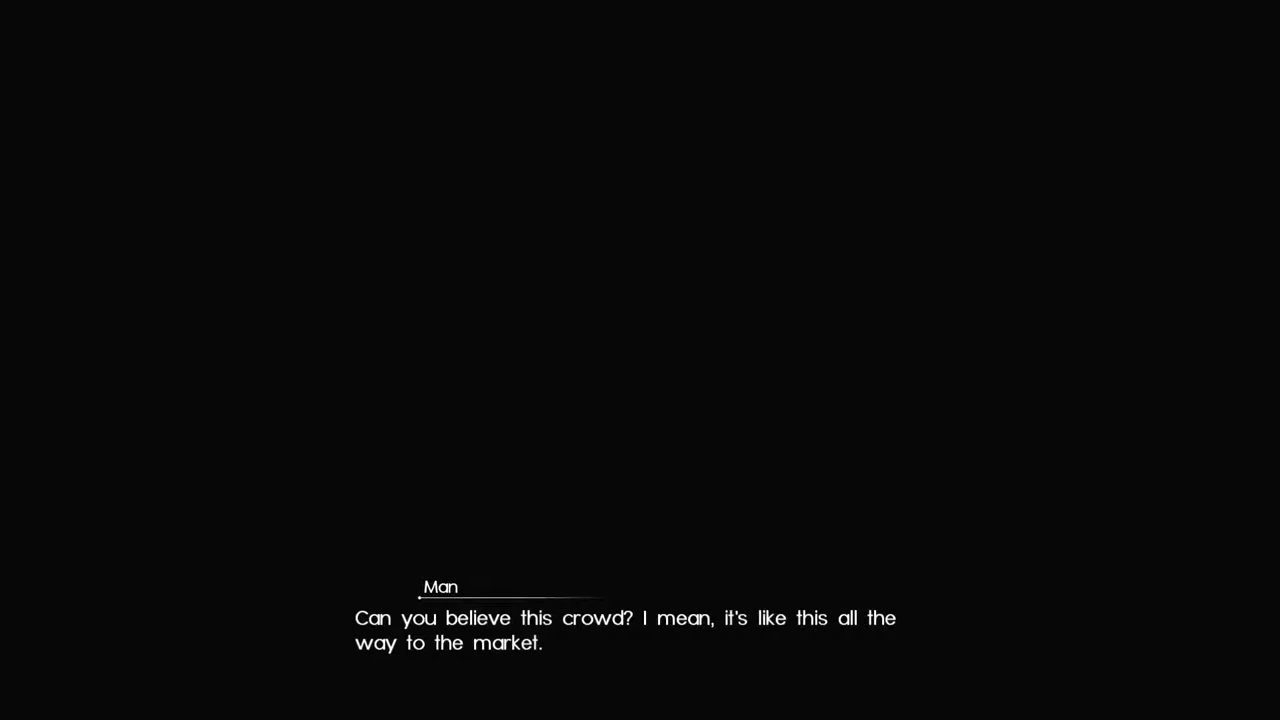 Man
Can you believe this crowd? I mean, it's like this all the
way to the market.